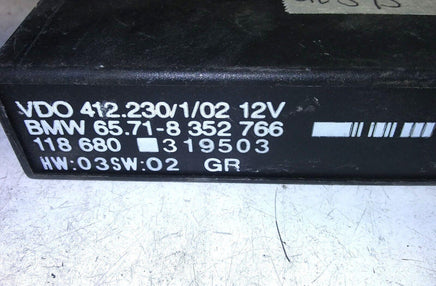 VDO 412.230/1/02 12V
BMW 65.71-8 352 766
118 680 319503
HW:03SW:02 GR